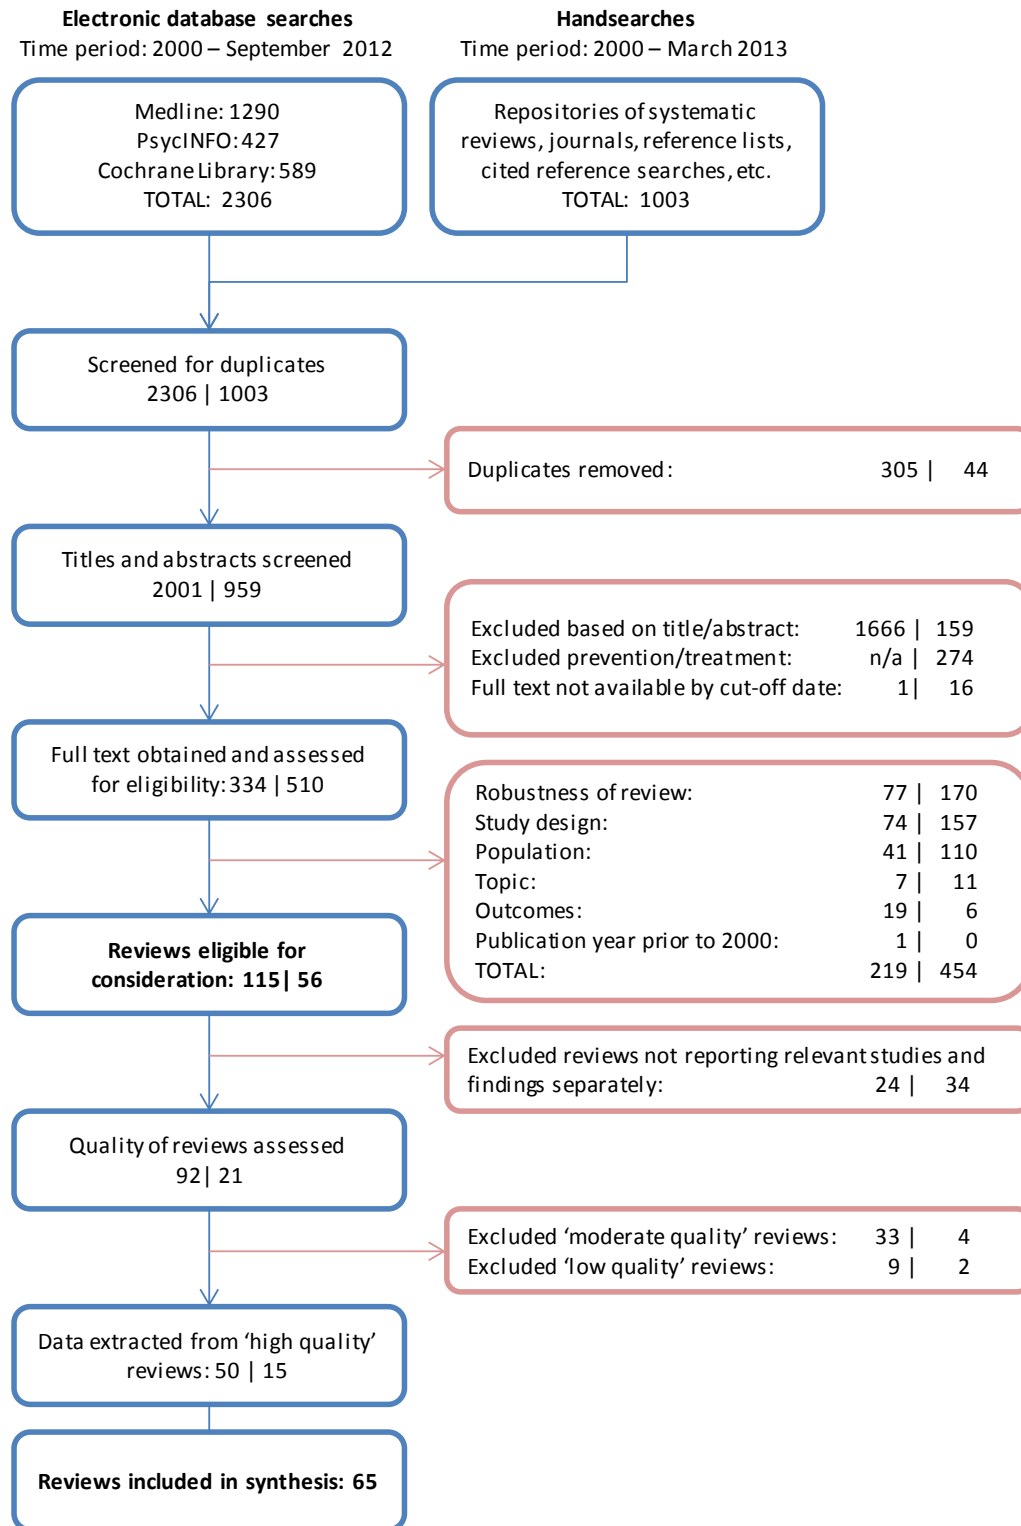 Electronic database searches
Time period: 2000 – September 2012
Handsearches
Time period: 2000 – March 2013
Medline: 1290
PsycINFO: 427
Cochrane Library: 589
TOTAL: 2306
Repositories of systematic
reviews, journals, reference lists,
cited reference searches, etc.
TOTAL: 1003
Screened for duplicates
2306 | 1003
Duplicates removed: 305 | 44
Titles and abstracts screened
2001 | 959
Excluded based on title/abstract: 1666 | 159
Excluded prevention/treatment: n/a | 274
Full text not available by cut-off date: 1 | 16
Full text obtained and assessed
for eligibility: 334 | 510
Robustness of review: 77 | 170
Study design: 74 | 157
Population: 41 | 110
Topic: 7 | 11
Outcomes: 19 | 6
Publication year prior to 2000: 1 | 0
TOTAL: 219 | 454
Reviews eligible for
consideration: 115 | 56
Excluded reviews not reporting relevant studies and
findings separately: 24 | 34
Quality of reviews assessed
92 | 21
Excluded ‘moderate quality’ reviews: 33 | 4
Excluded ‘low quality’ reviews: 9 | 2
Data extracted from ‘high quality’
reviews: 50 | 15
Reviews included in synthesis: 65